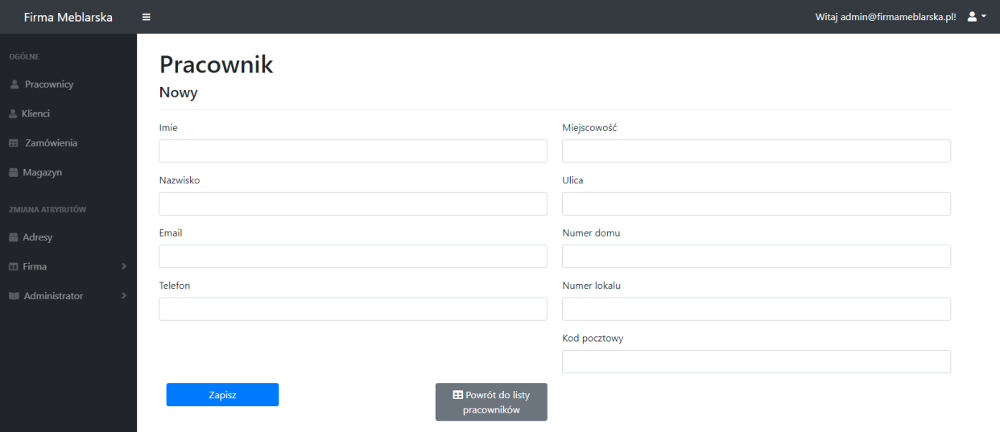 Firma Meblarska
Witaj admin@firmameblarska.pl!
OGÓLNE
Pracownicy
Klienci
Zamówienia
Magazyn
ZMIANA ATRYBUTÓW
Adresy
Firma
Administrator
Pracownik
Nowy
Imie
Nazwisko
Email
Telefon
Miejscowość
Ulica
Numer domu
Numer lokalu
Kod pocztowy
Zapisz
Powrót do listy
pracowników